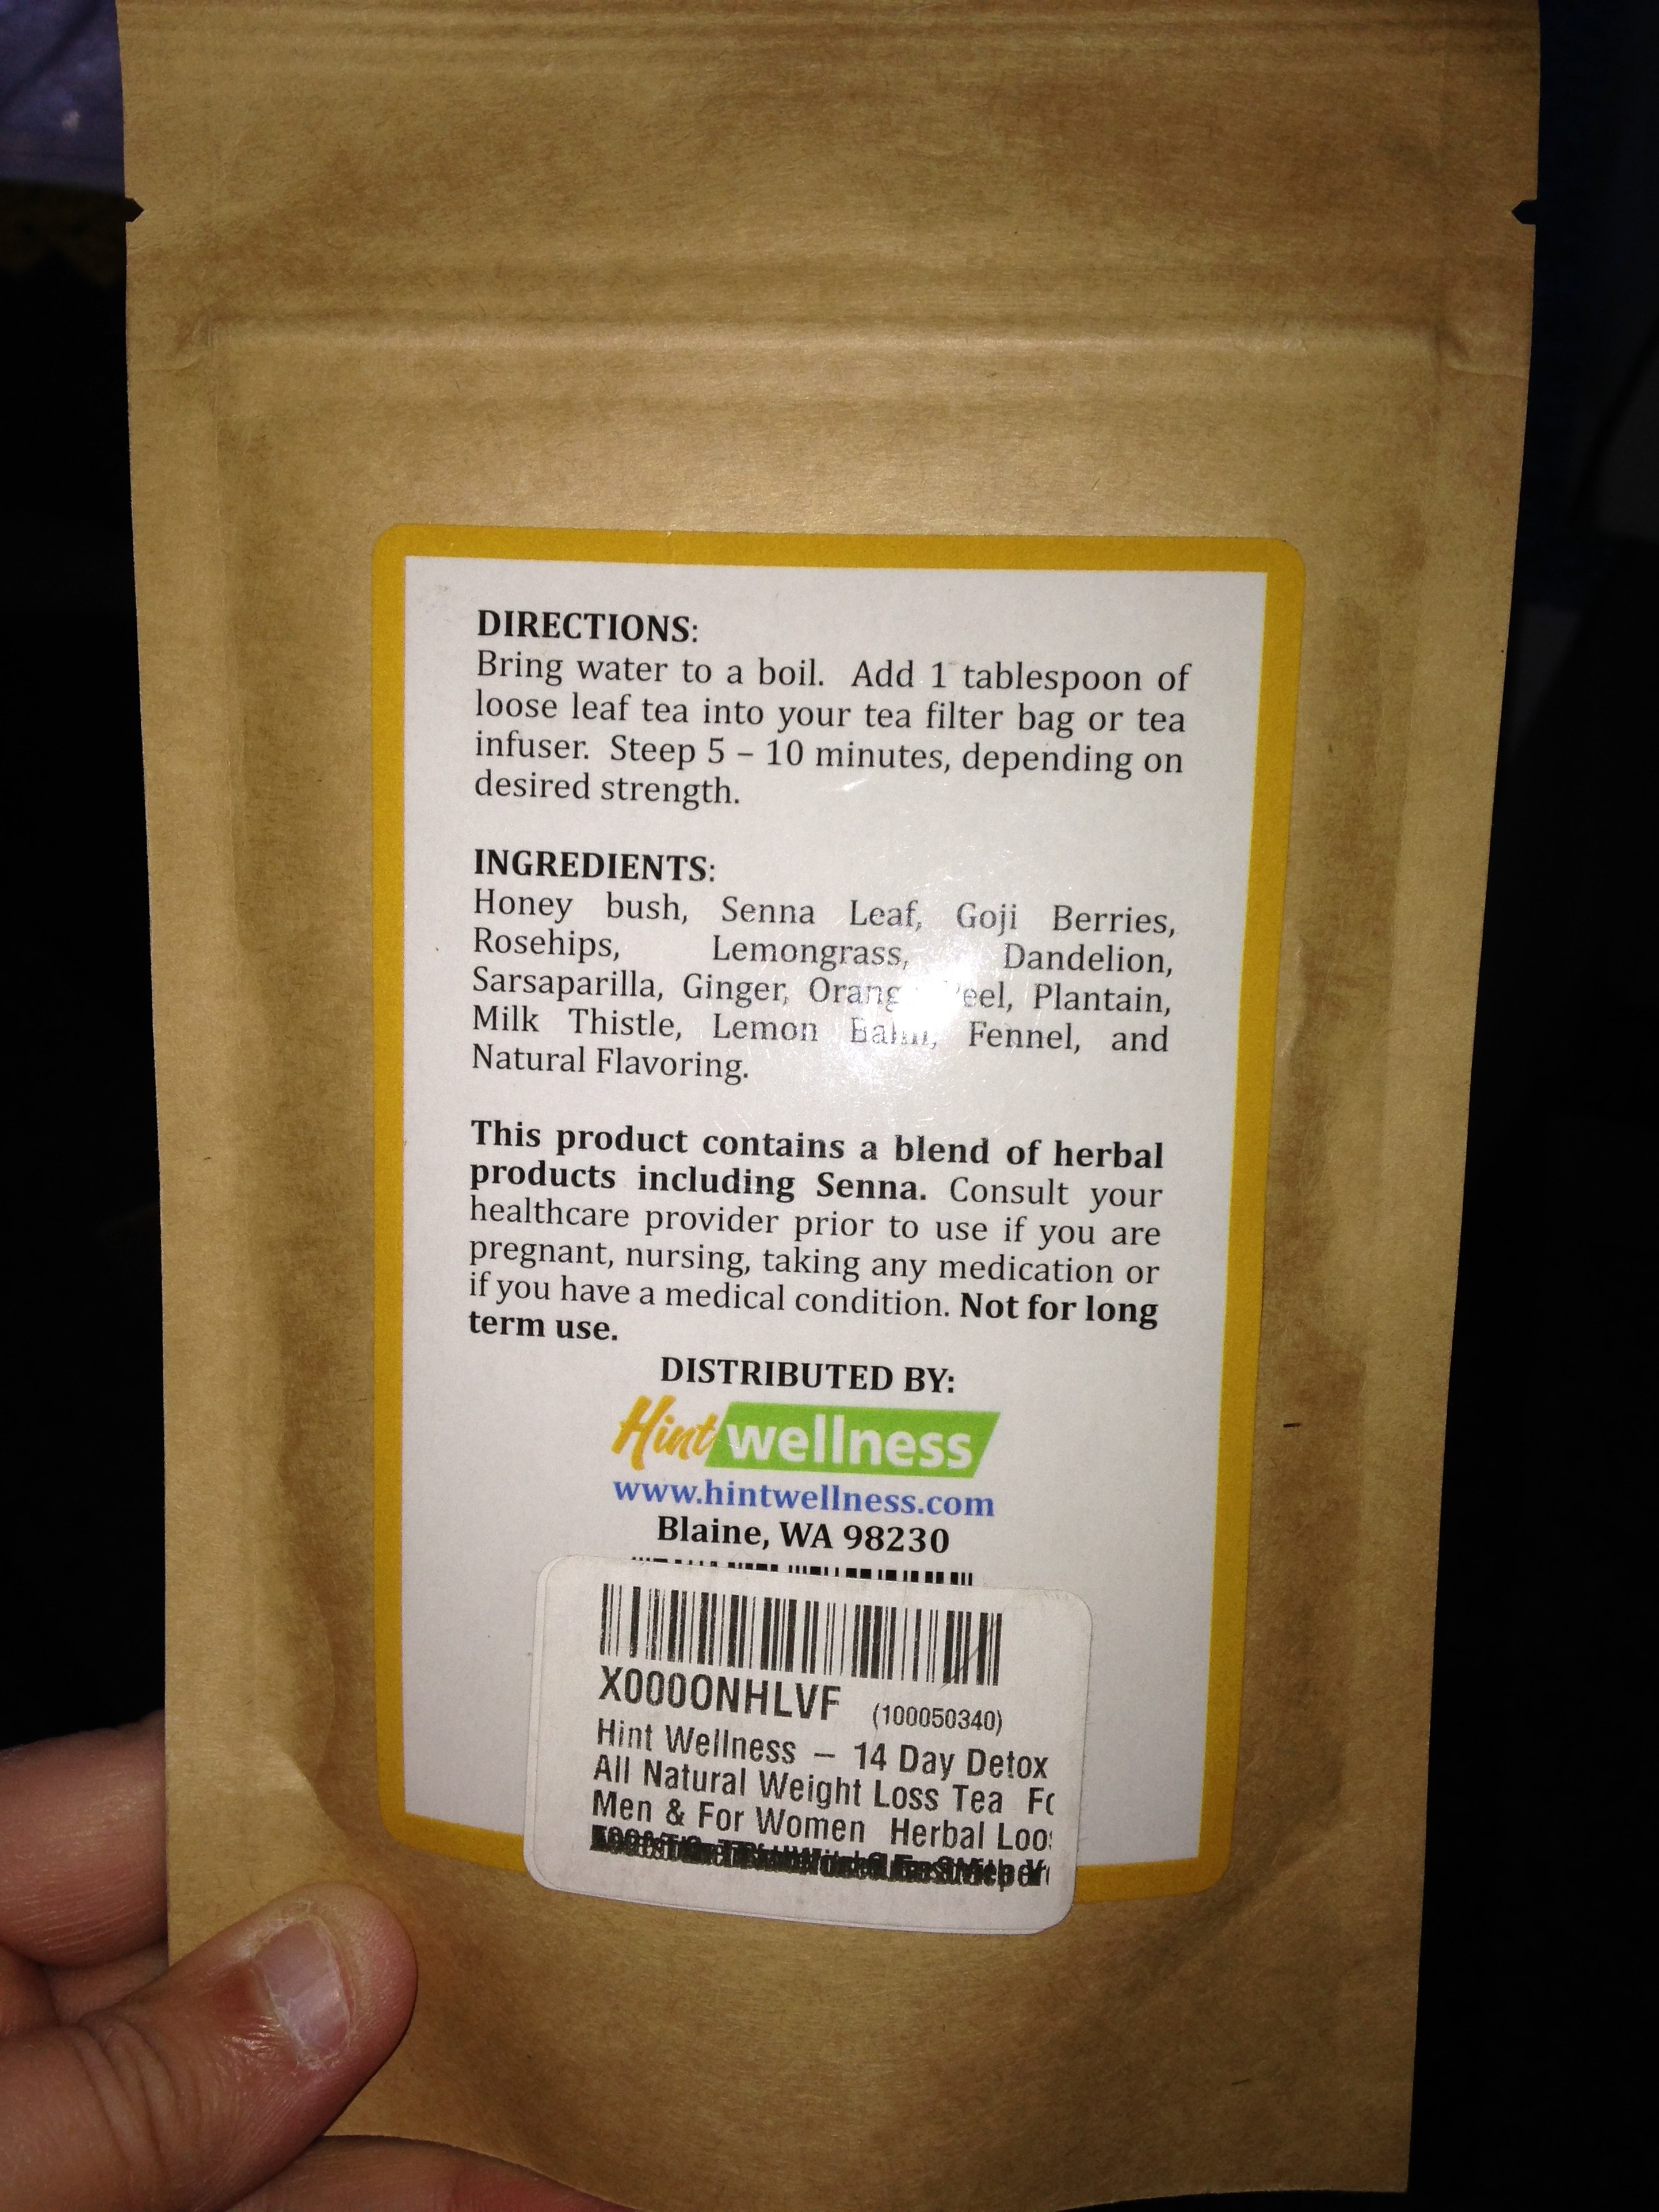 DIRECTIONS:
Bring water to a boil. Add 1 tablespoon of
loose leaf tea into your tea filter bag or tea
infuser. Steep 5 – 10 minutes, depending on
desired strength.
INGREDIENTS:
Honey bush, Senna Leaf, Goji Berries,
Rosehips, Lemongrass, Dandelion,
Sarsaparilla, Ginger, Orange Peel, Plantain,
Milk Thistle, Lemon Balm, Fennel, and
Natural Flavoring.
This product contains a blend of herbal
products including Senna. Consult your
healthcare provider prior to use if you are
pregnant, nursing, taking any medication or
if you have a medical condition. Not for long
term use.
DISTRIBUTED BY:
Hint wellness
www.hintwellness.com
Blaine, WA 98230
X0000NHLVF (100050340)
Hint Wellness – 14 Day Detox
All Natural Weight Loss Tea
Men & For Women Herbal